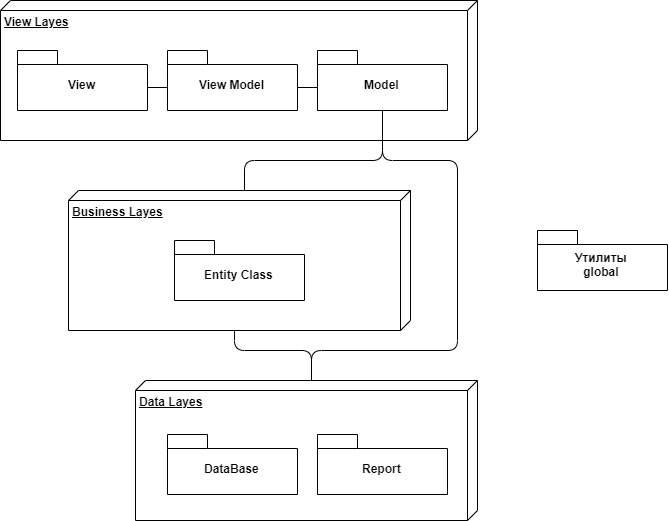 View Layes
View
View Model
Model
Business Layes
Entity Class
Утилиты
global
Data Layes
DataBase
Report